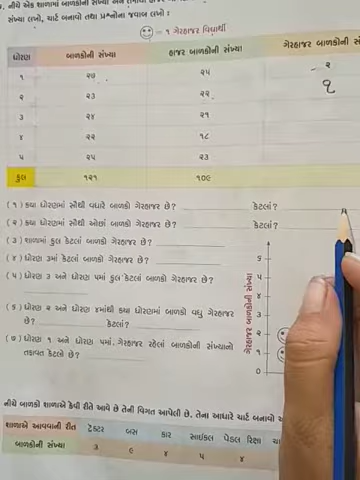 નીચે એક શાળામાં બાળકોની સંખ્યા અને
સંખ્યા લખો, ચાર્ટ બનાવો તથા પ્રશ્નોના જવાબ લખો :
= ૧ ગેરહાજર વિદ્યાર્થી
ધોરણ બાળકોની સંખ્યા હાજર બાળકોની સંખ્યા ગેરહાજર બાળકોની સંખ્યા
૧ ૨૭ ૨૫ ૨
૨ ૨૩ ૨૨ ૧
૩ ૨૪ ૨૧
૪ ૨૨ ૧૮
૫ ૨૫ ૨૩
કુલ ૧૨૧ ૧૦૯
(૧) કયા ધોરણમાં સૌથી વધારે બાળકો ગેરહાજર છે? કેટલાં?
(૨) કયા ધોરણમાં સૌથી ઓછાં બાળકો ગેરહાજર છે? કેટલાં?
(૩) શાળામાં કુલ કેટલાં બાળકો ગેરહાજર છે?
(૪) ધોરણ ૩માં કેટલાં બાળકો ગેરહાજર છે?
(૫) ધોરણ ૩ અને ધોરણ ૫માં કુલ કેટલાં બાળકો ગેરહાજર છે?
(૬) ધોરણ ૨ અને ધોરણ ૪માંથી કયા ધોરણમાં બાળકો વધુ ગેરહાજર
છે? કેટલાં?
(૭) ધોરણ ૧ અને ધોરણ ૫માં ગેરહાજર રહેલાં બાળકોની સંખ્યાનો
તફાવત કેટલો છે?
ગેરહાજર બાળકોની સંખ્યા
૬
૫
૪
૩
૨
૧
૦
નીચે બાળકો શાળાએ કેવી રીતે આવે છે તેની વિગત આપેલી છે. તેના આધારે ચાર્ટ બનાવો
શાળાએ આવવાની રીત ટ્રેક્ટર બસ કાર સાઇકલ પેડલ રિક્ષા
બાળકોની સંખ્યા ૩ ૯ ૪ ૫ ૪